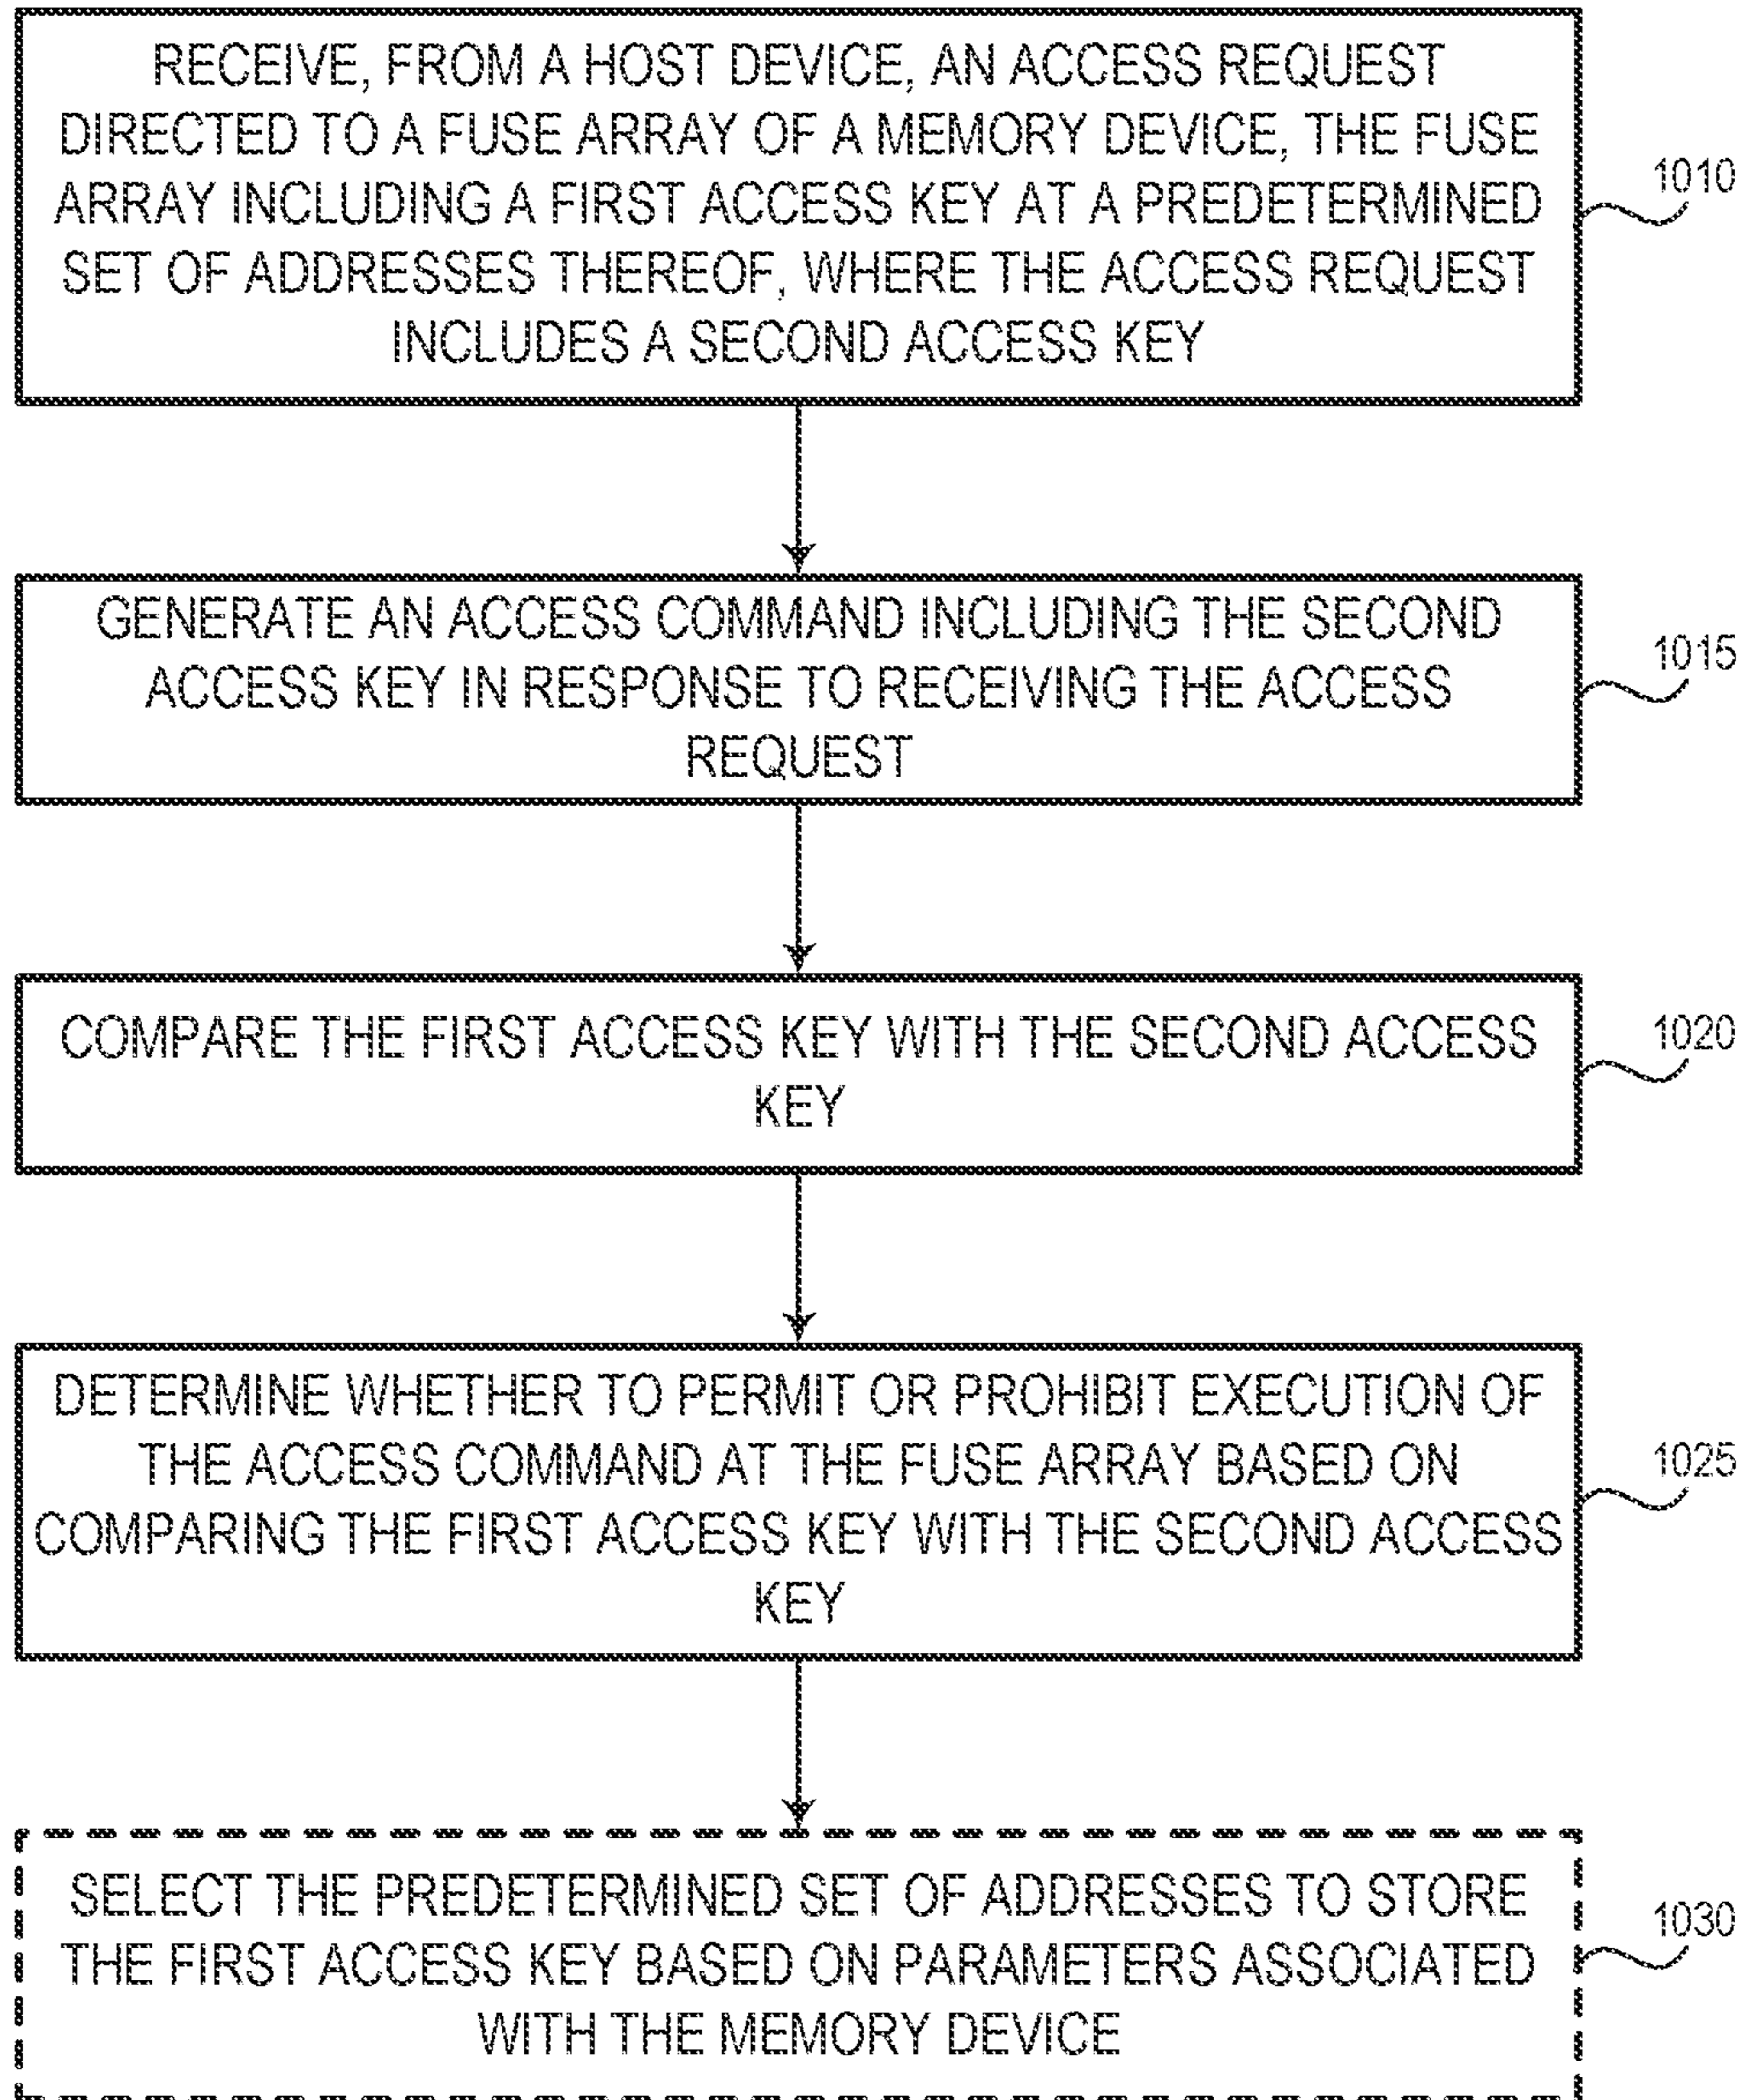 RECEIVE, FROM A HOST DEVICE, AN ACCESS REQUEST
DIRECTED TO A FUSE ARRAY OF A MEMORY DEVICE, THE FUSE
ARRAY INCLUDING A FIRST ACCESS KEY AT A PREDETERMINED
SET OF ADDRESSES THEREOF, WHERE THE ACCESS REQUEST
INCLUDES A SECOND ACCESS KEY
1010
GENERATE AN ACCESS COMMAND INCLUDING THE SECOND
ACCESS KEY IN RESPONSE TO RECEIVING THE ACCESS
REQUEST
1015
COMPARE THE FIRST ACCESS KEY WITH THE SECOND ACCESS
KEY
1020
DETERMINE WHETHER TO PERMIT OR PROHIBIT EXECUTION OF
THE ACCESS COMMAND AT THE FUSE ARRAY BASED ON
COMPARING THE FIRST ACCESS KEY WITH THE SECOND ACCESS
KEY
1025
SELECT THE PREDETERMINED SET OF ADDRESSES TO STORE
THE FIRST ACCESS KEY BASED ON PARAMETERS ASSOCIATED
WITH THE MEMORY DEVICE
1030